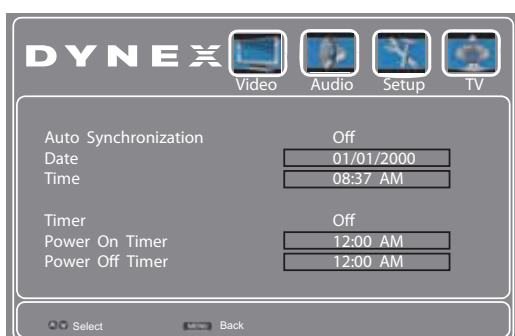 DYNEX
Video Audio Setup TV
Auto Synchronization Off
Date 01/01/2000
Time 08:37 AM
Timer Off
Power On Timer 12:00 AM
Power Off Timer 12:00 AM
Select MENU Back